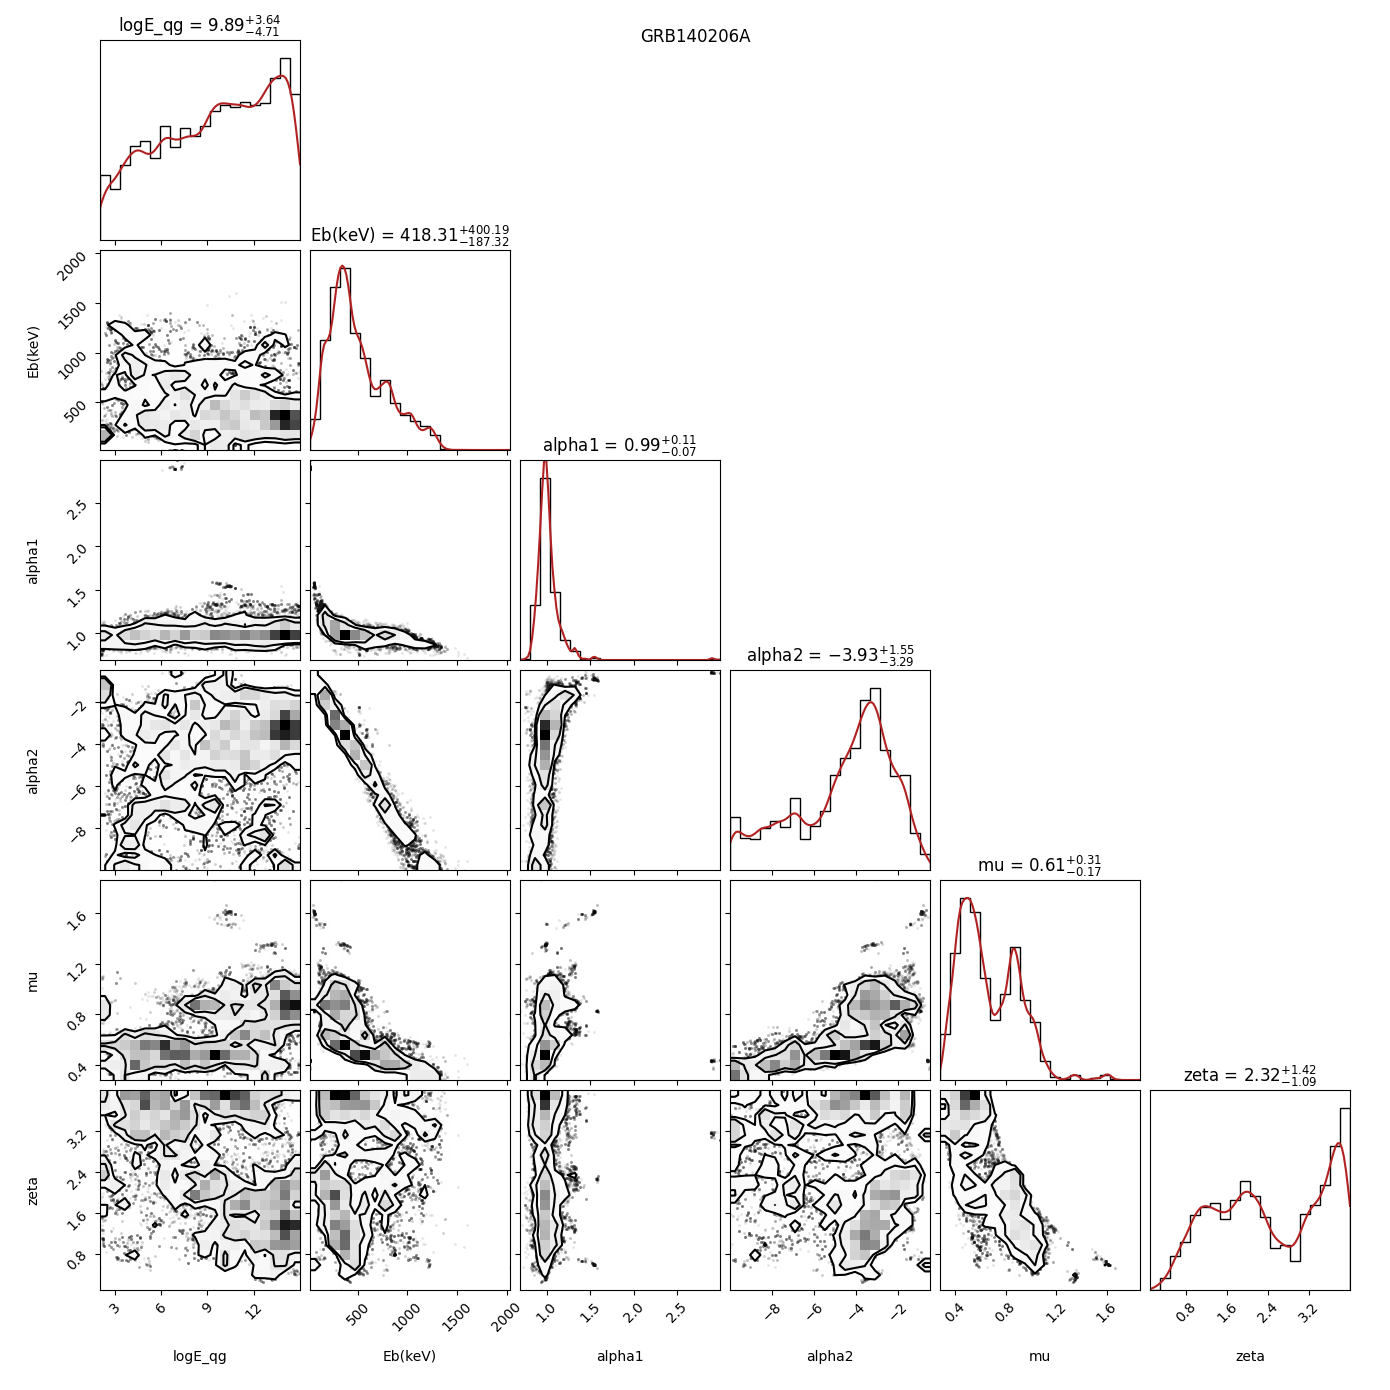 GRB140206A
logE_qg = 9.89+3.64 −4.71
Eb(keV) = 418.31+400.19 −187.32
2000
1500
1000
500
Eb(keV)
alpha1 = 0.99+0.11 −0.07
2.5
2.0
1.5
1.0
alpha1
alpha2 = −3.93+1.55 −3.29
−2
−4
−6
−8
alpha2
mu = 0.61+0.31 −0.17
1.6
1.2
0.8
0.4
mu
zeta = 2.32+1.42 −1.09
3.2
2.4
1.6
0.8
zeta
3 6 9 12
500 1000 1500 2000
1.0 1.5 2.0 2.5
−8 −6 −4 −2
0.4 0.8 1.2 1.6
0.8 1.6 2.4 3.2
logE_qg Eb(keV) alpha1 alpha2 mu zeta